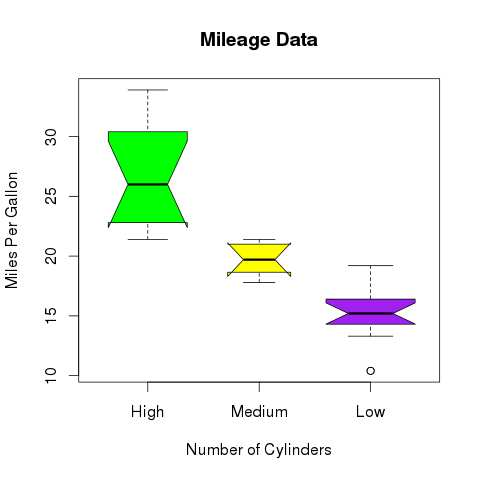 Mileage Data
Miles Per Gallon
30
25
20
15
10
High Medium Low
Number of Cylinders